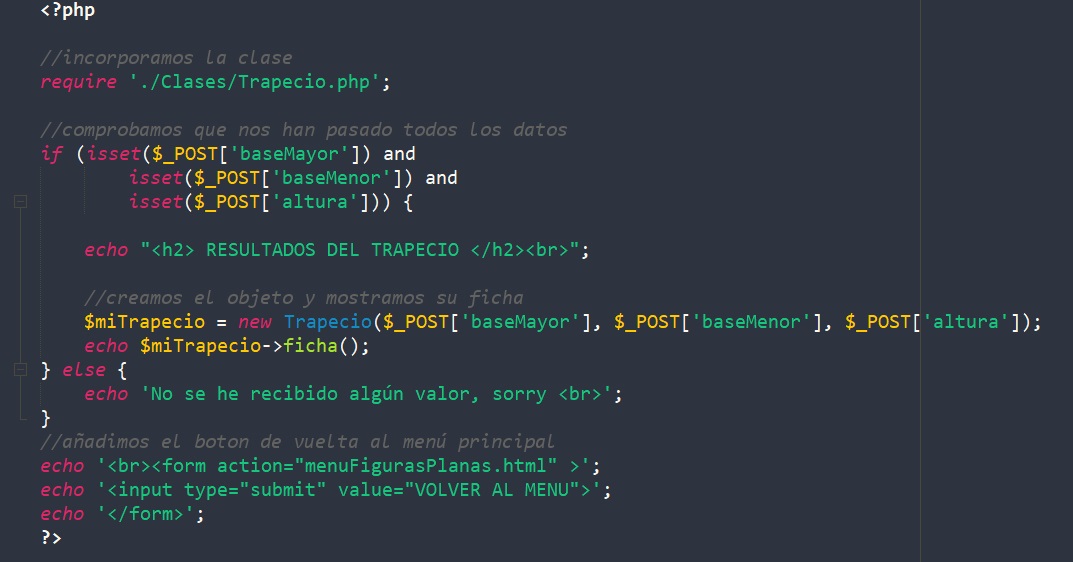 <?php
//incorporamos la clase
require './Clases/Trapecio.php';
//comprobamos que nos han pasado todos los datos
if (isset($_POST['baseMayor']) and
isset($_POST['baseMenor']) and
isset($_POST['altura'])) {
echo "<h2> RESULTADOS DEL TRAPECIO </h2><br>";
//creamos el objeto y mostramos su ficha
$miTrapecio = new Trapecio($_POST['baseMayor'], $_POST['baseMenor'], $_POST['altura']);
echo $miTrapecio->ficha();
} else {
echo 'No se he recibido algún valor, sorry <br>';
}
//añadimos el boton de vuelta al menú principal
echo '<br><form action="menuFigurasPlanas.html" >';
echo '<input type="submit" value="VOLVER AL MENU">';
echo '</form>';
?>